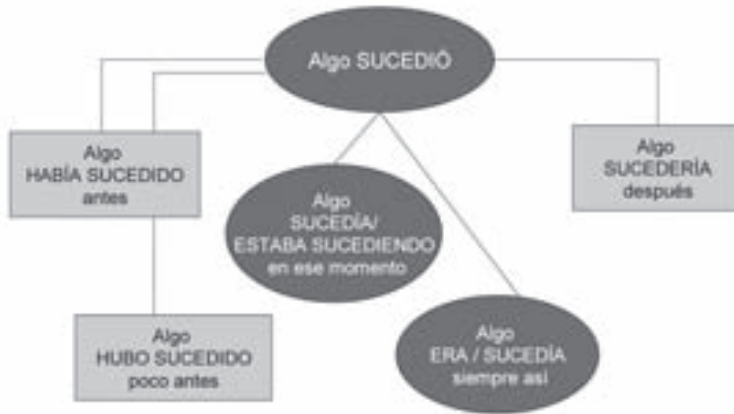 Algo SUCEDIÓ
Algo
HABÍA SUCEDIDO
antes
Algo
SUCEDÍA/
ESTABA SUCEDIENDO
en ese momento
Algo
SUCEDERÍA
después
Algo
HUBO SUCEDIDO
poco antes
Algo
ERA / SUCEDÍA
siempre así